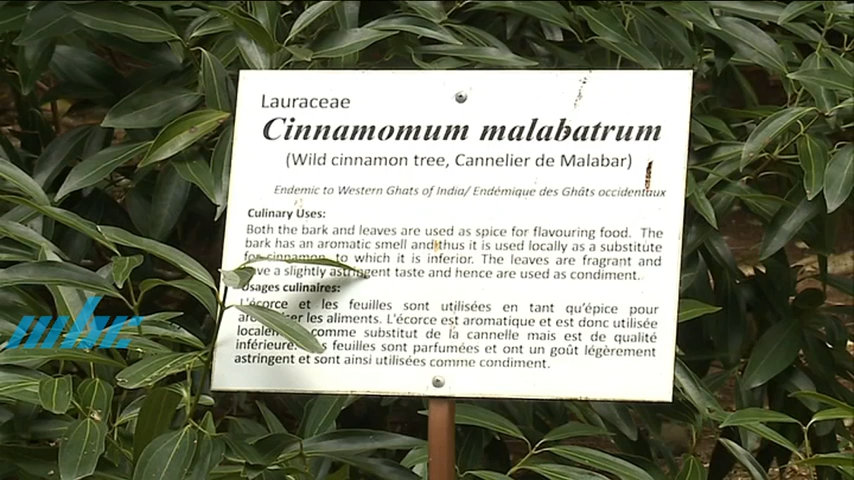 Lauraceae
Cinnamomum malabatrum
(Wild cinnamon tree, Cannelier de Malabar)
Endemic to Western Ghats of India/ Endémique des Ghâts occidentaux
Culinary Uses:
Both the bark and leaves are used as spice for flavouring food. The
bark has an aromatic smell and thus it is used locally as a substitute
for cinnamon to which it is inferior. The leaves are fragrant and
a slightly astringent taste and hence are used as condiment.
Usages culinaires:
L'écorce et les feuilles sont utilisées en tant qu'épice pour
les aliments. L'écorce est aromatique et est donc utilisée
comme substitut de la cannelle mais est de qualité
inférieure. feuilles sont parfumées et ont un goût légèrement
astringent et sont ainsi utilisées comme condiment.
mbc